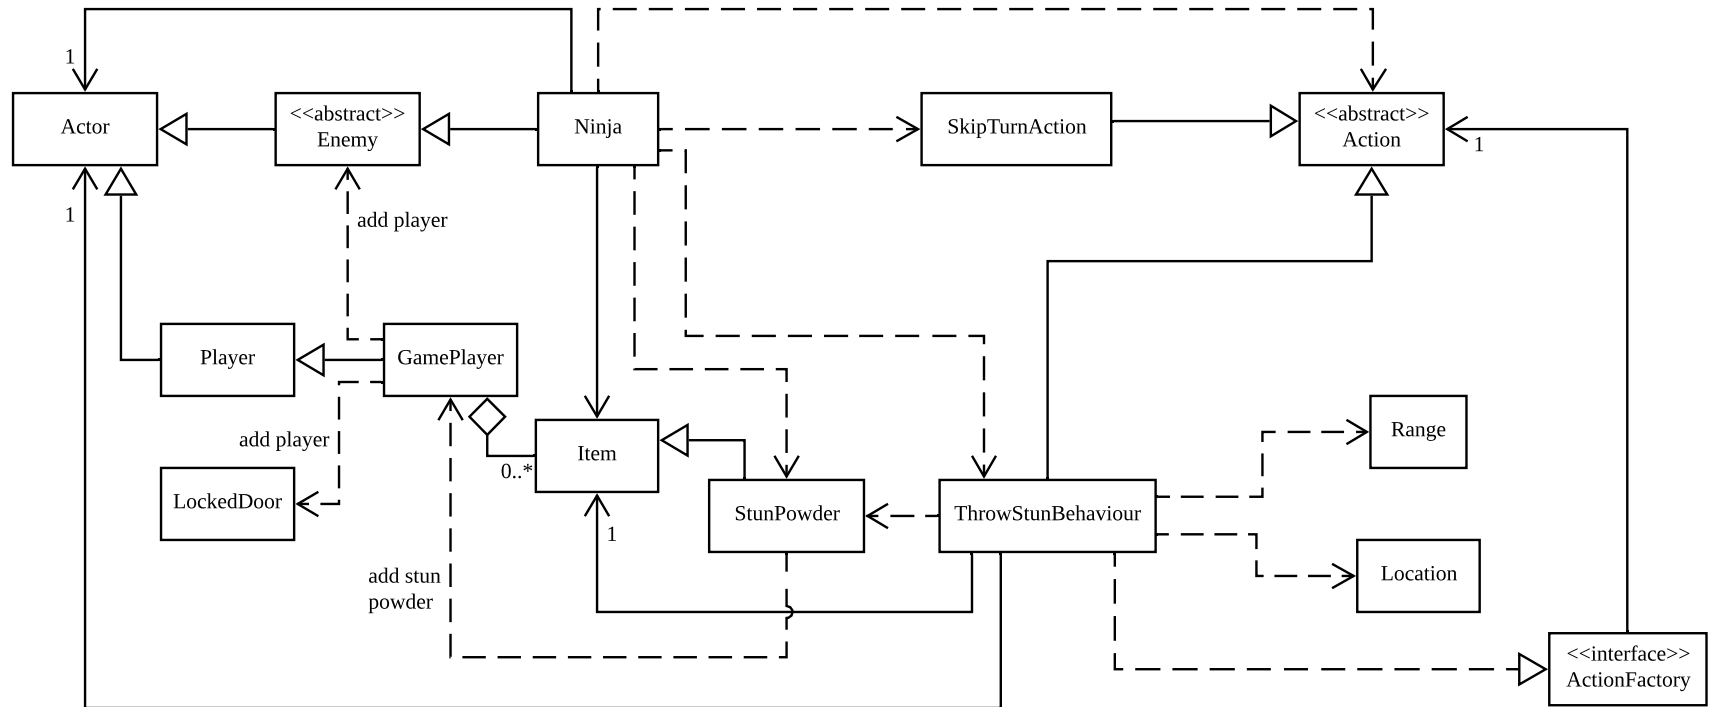 1
Actor
<<abstract>>
Enemy
Ninja
SkipTurnAction
<<abstract>>
Action
1
1
add player
Player
GamePlayer
add player
LockedDoor
Item
0..*
1
StunPowder
ThrowStunBehaviour
Range
Location
add stun
powder
<<interface>>
ActionFactory